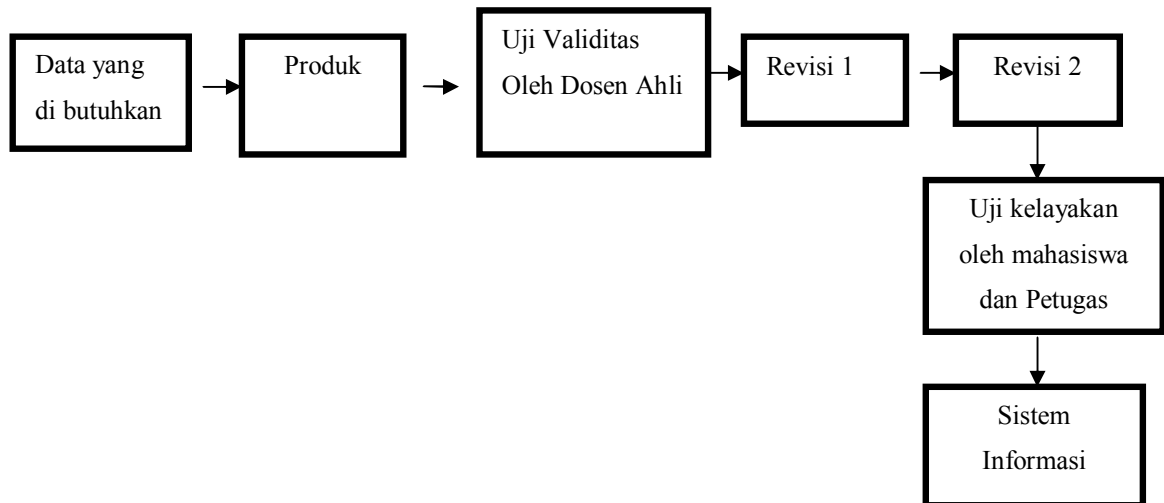 Data yang
di butuhkan
Produk
Uji Validitas
Oleh Dosen Ahli
Revisi 1
Revisi 2
Uji kelayakan
oleh mahasiswa
dan Petugas
Sistem
Informasi